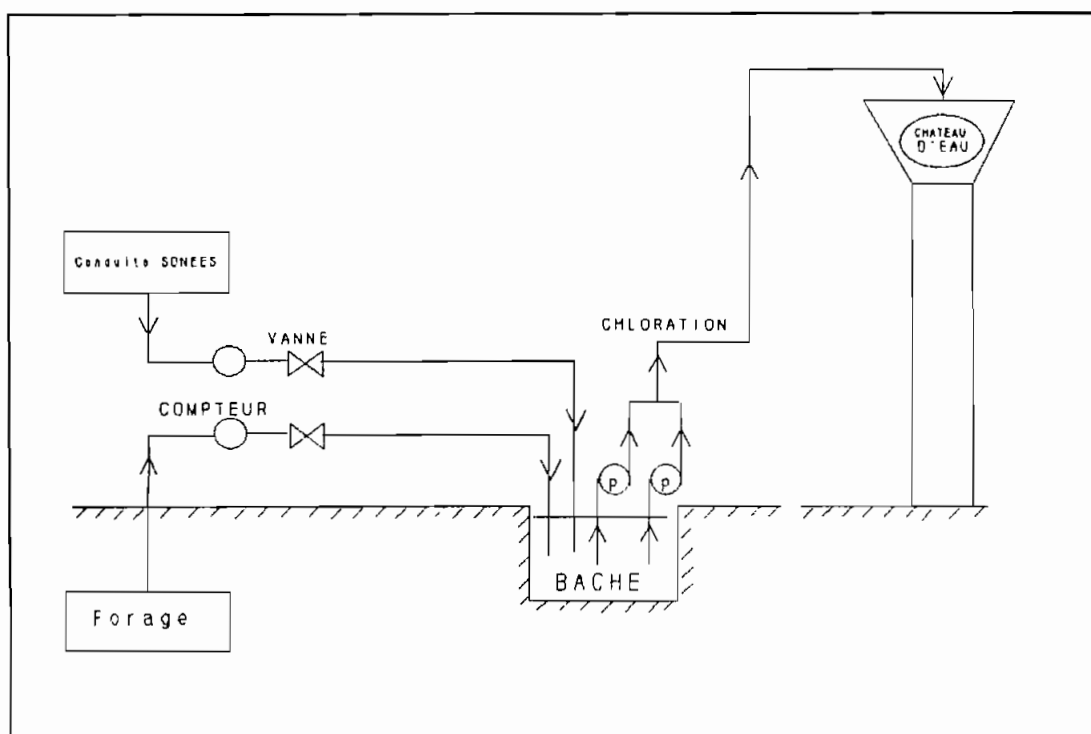 CHATEAU
D'EAU
Conduite SONEES
VANNE
CHLORATION
COMPTEUR
P
P
BACHE
Forage